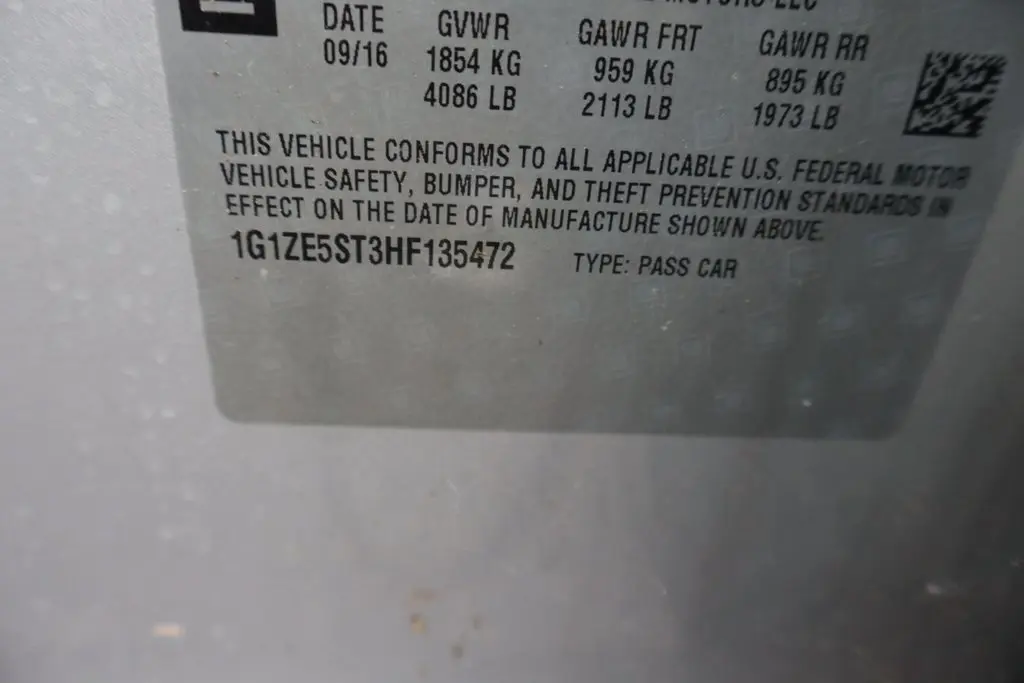 MOTORS LLC
DATE GVWR GAWR FRT GAWR RR
09/16 1854 KG 959 KG 895 KG
4086 LB 2113 LB 1973 LB
THIS VEHICLE CONFORMS TO ALL APPLICABLE U.S. FEDERAL MOTOR
VEHICLE SAFETY, BUMPER, AND THEFT PREVENTION STANDARDS IN
EFFECT ON THE DATE OF MANUFACTURE SHOWN ABOVE.
1G1ZE5ST3HF135472 TYPE: PASS CAR